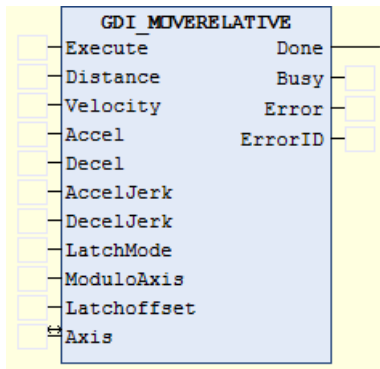 GDI_MOVERELATIVE
Execute Done
Distance Busy
Velocity Error
Accel ErrorID
Decel
AccelJerk
DecelJerk
LatchMode
ModuloAxis
Latchoffset
Axis